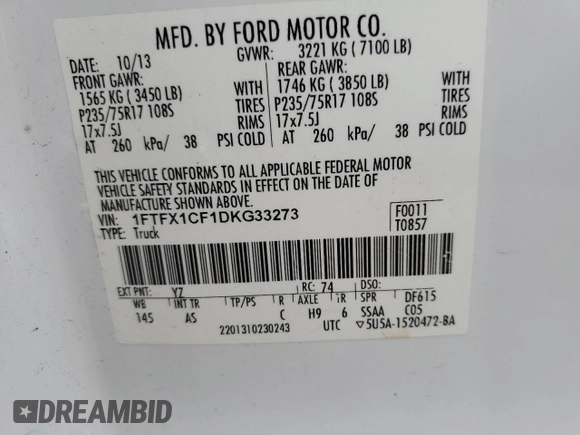 MFD. BY FORD MOTOR CO.
DATE: 10/13 GVWR: 3221 KG ( 7100 LB)
FRONT GAWR: REAR GAWR:
1565 KG ( 3450 LB) WITH 1746 KG ( 3850 LB) WITH
P235/75R17 108S TIRES P235/75R17 108S TIRES
17x7.5J RIMS 17x7.5J RIMS
AT 260 kPa/ 38 PSI COLD AT 260 kPa/ 38 PSI COLD
THIS VEHICLE CONFORMS TO ALL APPLICABLE FEDERAL MOTOR
VEHICLE SAFETY STANDARDS IN EFFECT ON THE DATE OF
MANUFACTURE SHOWN ABOVE.
VIN: 1FTFX1CF1DKG33273 F0011
TYPE: Truck T0857
EXT PNT: Y7 RC: 74 DSO:
WB INT TR TP/PS R AXLE TR SPR DF615
145 AS C H9 6 SSAA C05
2201310230243 UTC ▽5U5A-1520472-BA
DREAMBID